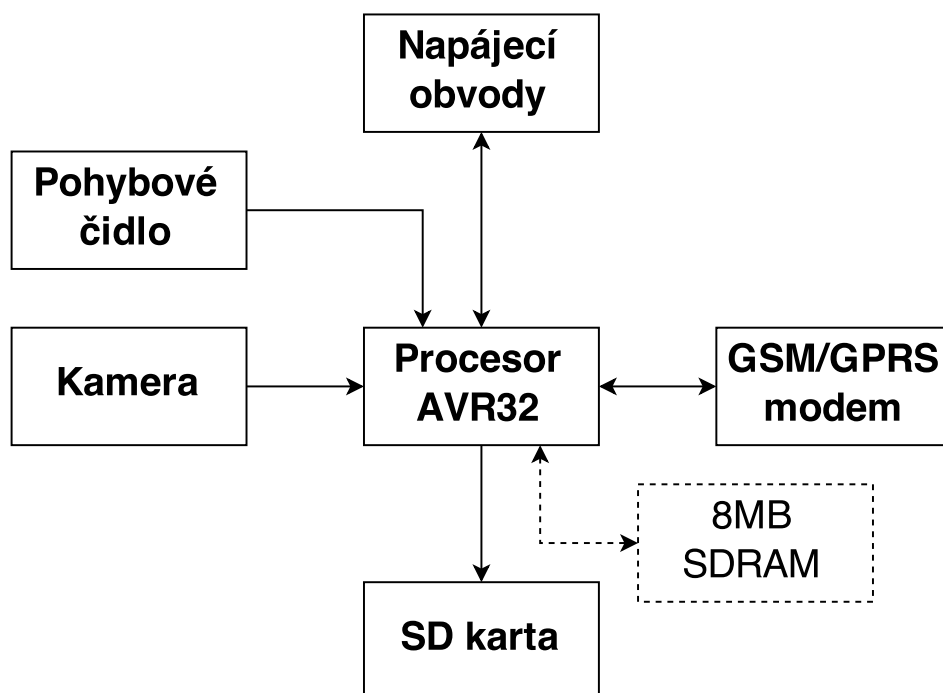 Napájecí
obvody
Pohybové
čidlo
Kamera
Procesor
AVR32
GSM/GPRS
modem
8MB
SDRAM
SD karta